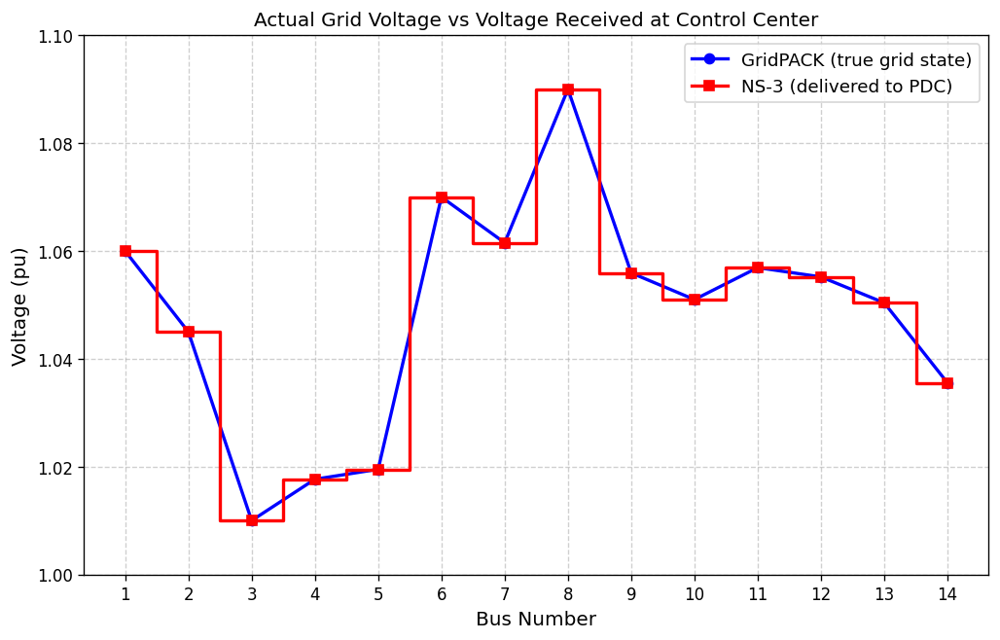 Actual Grid Voltage vs Voltage Received at Control Center
GridPACK (true grid state)
NS-3 (delivered to PDC)
Voltage (pu)
1.10
1.08
1.06
1.04
1.02
1.00
1 2 3 4 5 6 7 8 9 10 11 12 13 14
Bus Number